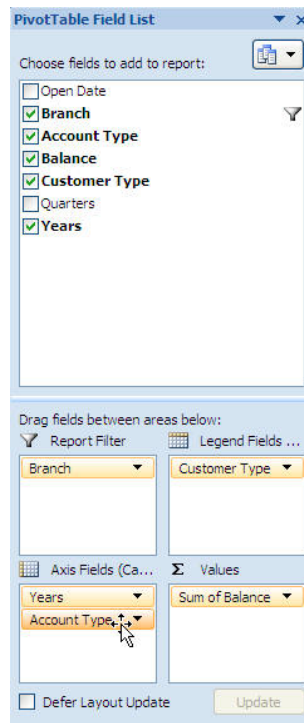 PivotTable Field List
Choose fields to add to report:
Open Date
Branch
Account Type
Balance
Customer Type
Quarters
Years
Drag fields between areas below:
Report Filter
Legend Fields ...
Branch
Customer Type
Axis Fields (Ca...
Σ Values
Years
Sum of Balance
Account Type
Defer Layout Update
Update